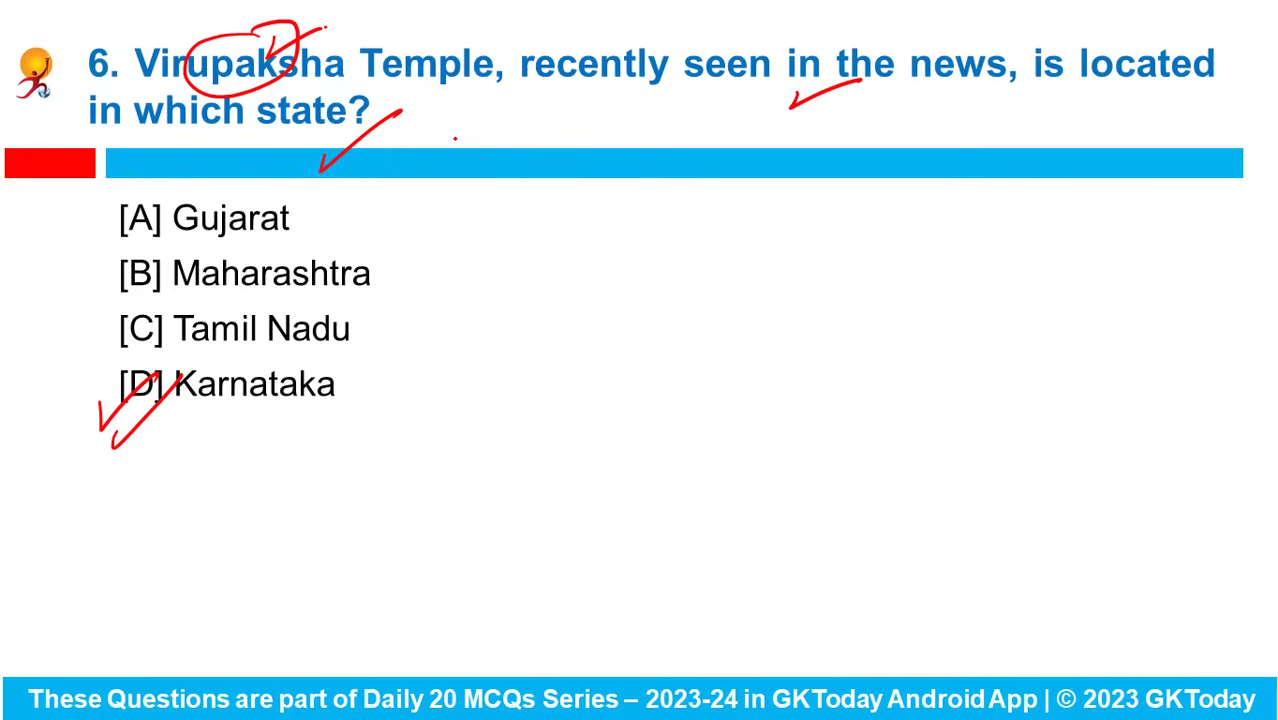 6. Virupaksha Temple, recently seen in the news, is located
in which state?
[A] Gujarat
[B] Maharashtra
[C] Tamil Nadu
[D] Karnataka
These Questions are part of Daily 20 MCQs Series – 2023-24 in GKToday Android App | © 2023 GKToday